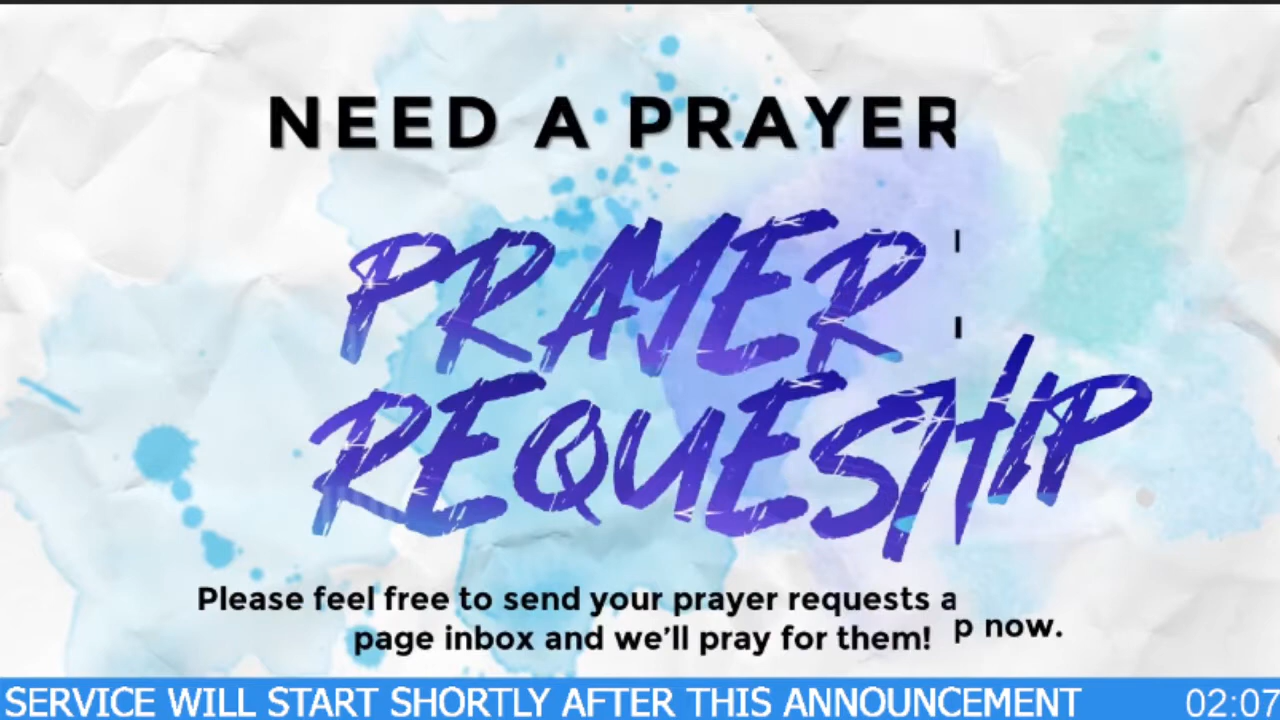 NEED A PRAYER
PRAYER
REQUESHIP
Please feel free to send your prayer requests a
page inbox and we'll pray for them! p now.
SERVICE WILL START SHORTLY AFTER THIS ANNOUNCEMENT 02:07